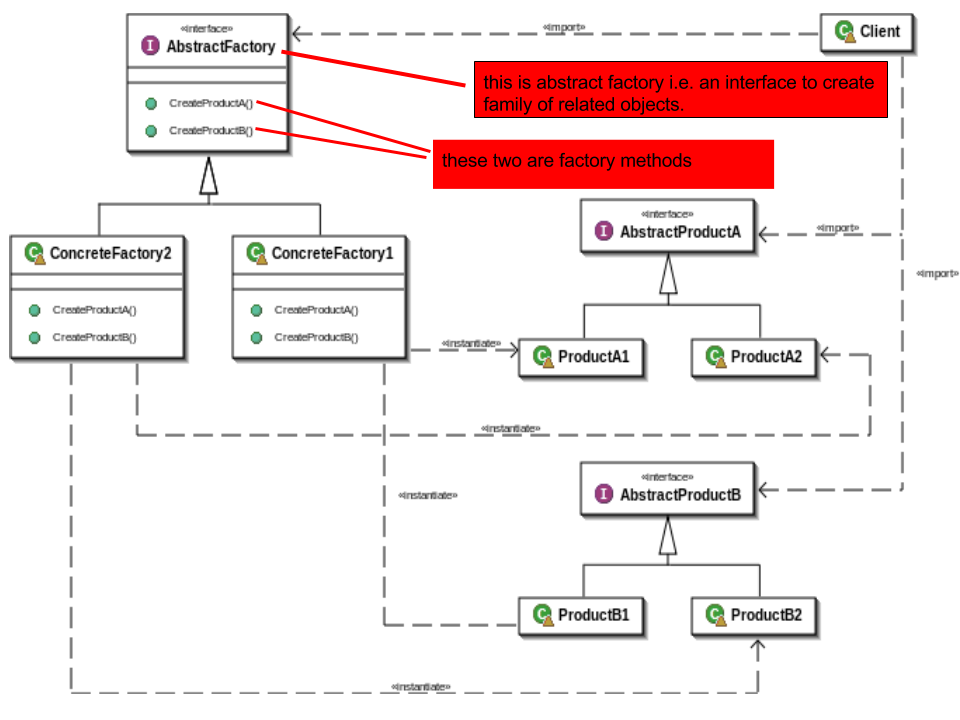 «interface»
AbstractFactory
CreateProductA()
CreateProductB()
«import»
Client
this is abstract factory i.e. an interface to create
family of related objects.
these two are factory methods
ConcreteFactory2
CreateProductA()
CreateProductB()
ConcreteFactory1
CreateProductA()
CreateProductB()
«interface»
AbstractProductA
«import»
«import»
«instantiate»
ProductA1
ProductA2
«instantiate»
«interface»
AbstractProductB
«instantiate»
ProductB1
ProductB2
«instantiate»